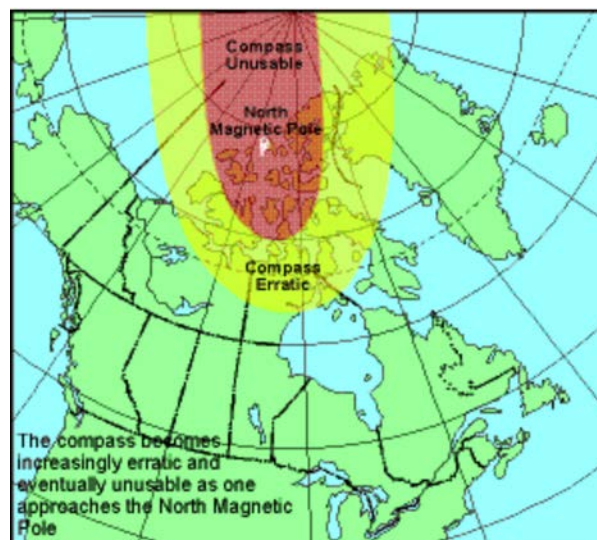 Compass
Unusable
North
Magnetic Pole
Compass
Erratic
The compass becomes
increasingly erratic and
eventually unusable as one
approaches the North Magnetic
Pole